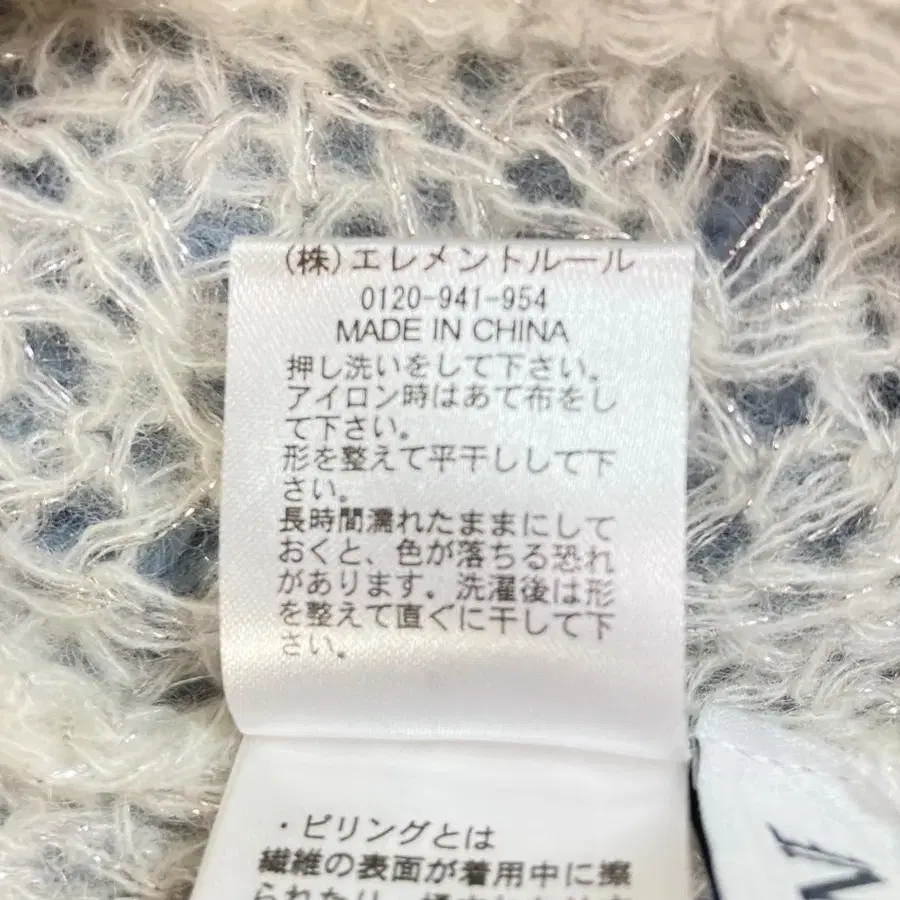 (株)エレメントルール
0120-941-954
MADE IN CHINA
押し洗いをして下さい。
アイロン時はあて布をし
て下さい。
形を整えて平干しして下
さい。
長時間濡れたままにして
おくと、色が落ちる恐れ
があります。洗濯後は形
を整えて直ぐに干して下
さい。
・ピリングとは
繊維の表面が着用中に擦
られたり